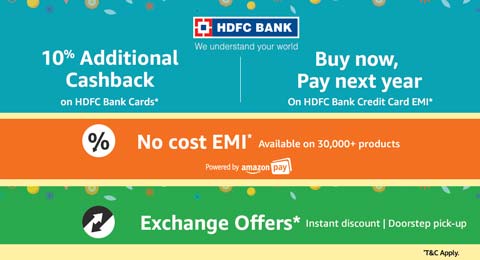 HDFC BANK
We understand your world
10% Additional
Cashback
on HDFC Bank Cards*
Buy now,
Pay next year
On HDFC Bank Credit Card EMI*
% No cost EMI* Available on 30,000+ products
Powered by amazon pay
Exchange Offers* Instant discount | Doorstep pick-up
*T&C Apply.